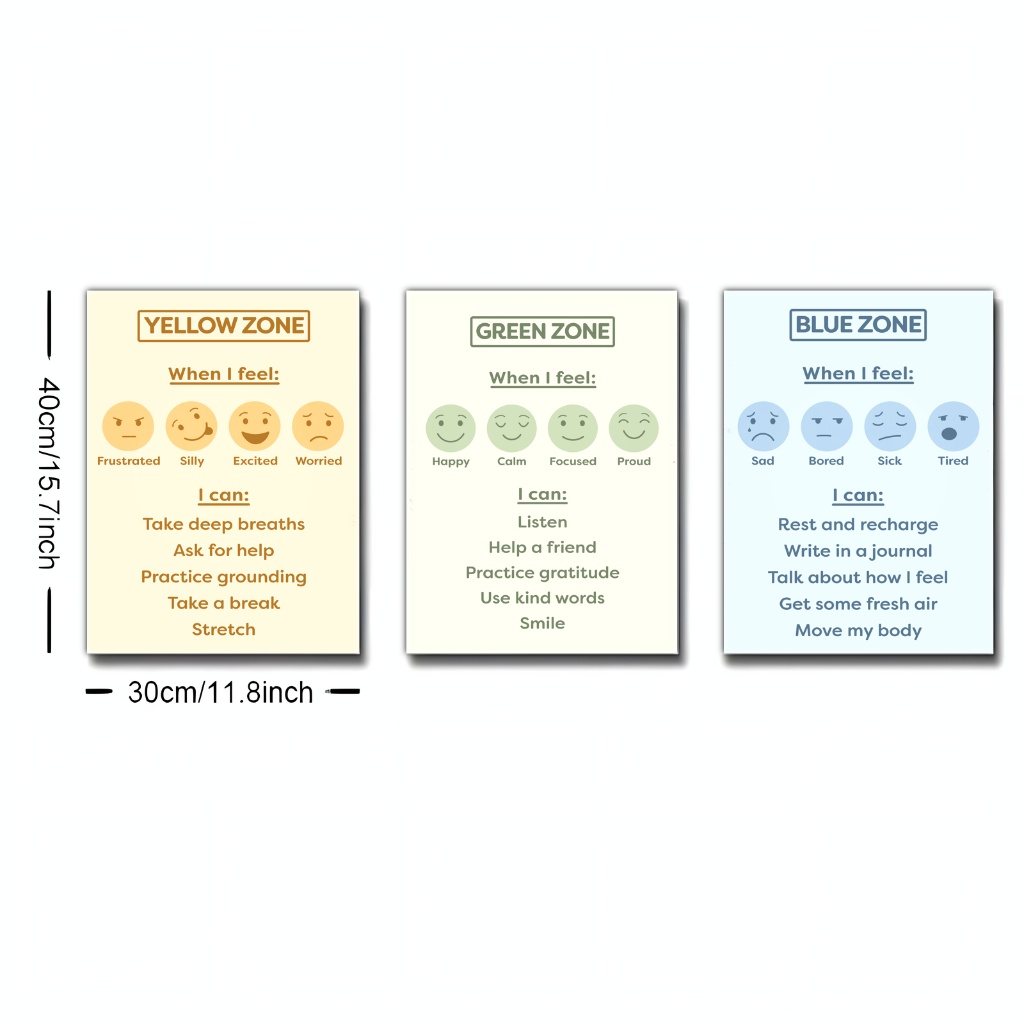 YELLOW ZONE
When I feel:
Frustrated Silly Excited Worried
I can:
Take deep breaths
Ask for help
Practice grounding
Take a break
Stretch
GREEN ZONE
When I feel:
Happy Calm Focused Proud
I can:
Listen
Help a friend
Practice gratitude
Use kind words
Smile
BLUE ZONE
When I feel:
Sad Bored Sick Tired
I can:
Rest and recharge
Write in a journal
Talk about how I feel
Get some fresh air
Move my body
40cm/15.7inch
30cm/11.8inch